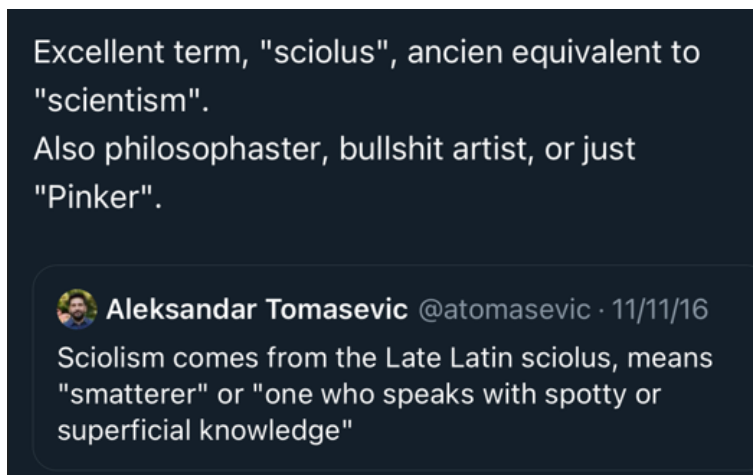 Excellent term, "sciolus", ancien equivalent to
"scientism".
Also philosophaster, bullshit artist, or just
"Pinker".
Aleksandar Tomasevic @atomasevic · 11/11/16
Sciolism comes from the Late Latin sciolus, means
"smatterer" or "one who speaks with spotty or
superficial knowledge"